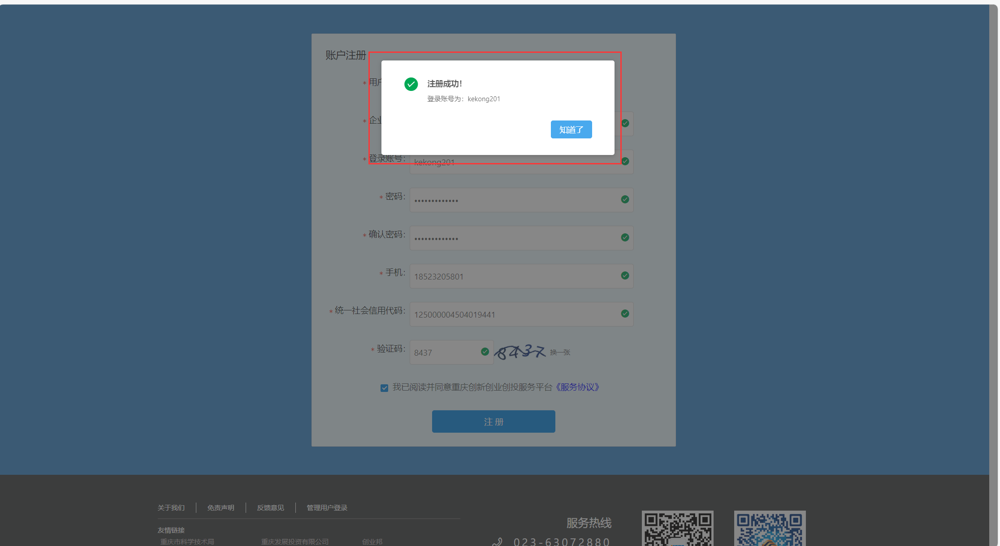 账户注册
注册成功！
登录账号为：kekong201
知道了
* 用户
* 企业
* 登录账号： kekong201
* 密码： •••••••••••••
* 确认密码： •••••••••••••
* 手机： 18523205801
* 统一社会信用代码： 125000004504019441
* 验证码： 8437 8437 换一张
我已阅读并同意重庆创新创业创投服务平台《服务协议》
注 册
关于我们 免责声明 反馈意见 管理用户登录
友情链接
重庆市科学技术局 重庆发展投资有限公司 创业邦
服务热线
023-63072880